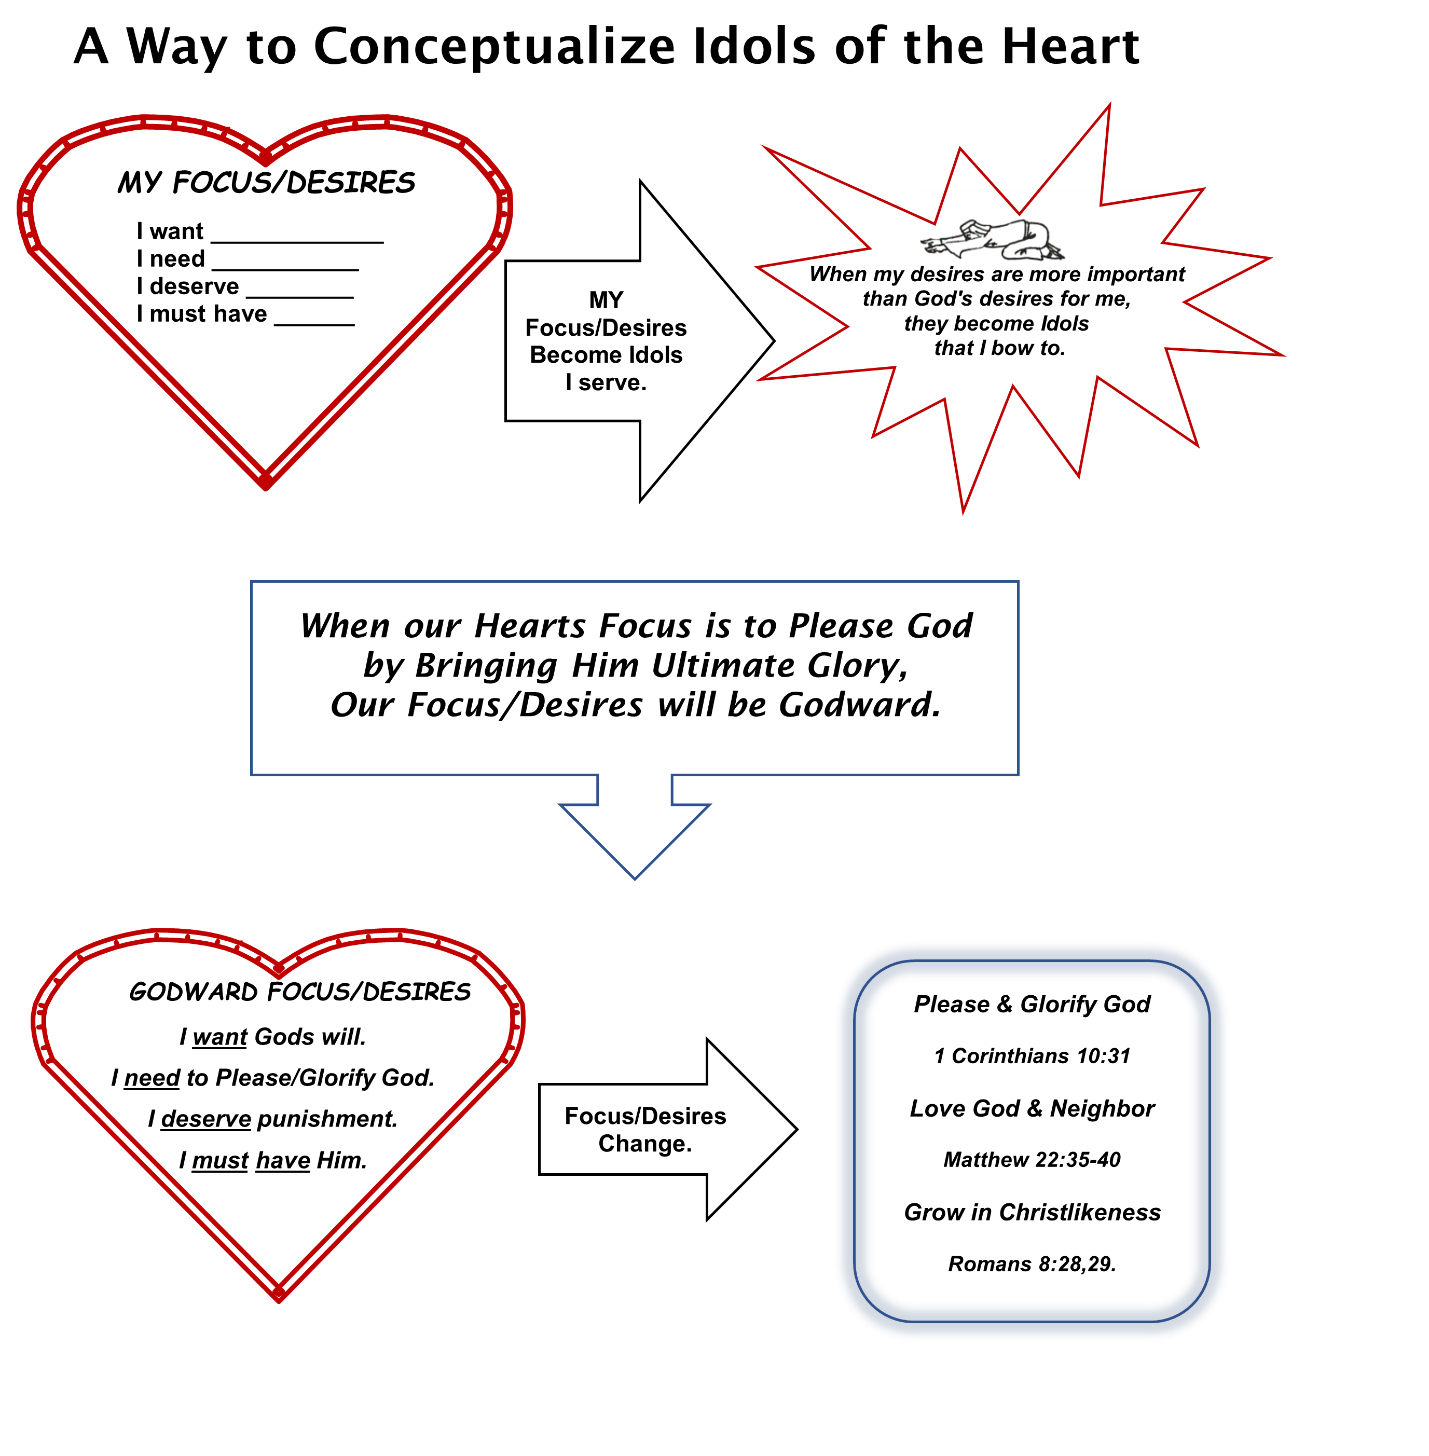 A Way to Conceptualize Idols of the Heart
MY FOCUS/DESIRES
I want _____________
I need ___________
I deserve ________
I must have ______
MY
Focus/Desires
Become Idols
I serve.
When my desires are more important
than God's desires for me,
they become Idols
that I bow to.
When our Hearts Focus is to Please God
by Bringing Him Ultimate Glory,
Our Focus/Desires will be Godward.
GODWARD FOCUS/DESIRES
I want Gods will.
I need to Please/Glorify God.
I deserve punishment.
I must have Him.
Focus/Desires
Change.
Please & Glorify God
1 Corinthians 10:31
Love God & Neighbor
Matthew 22:35-40
Grow in Christlikeness
Romans 8:28,29.